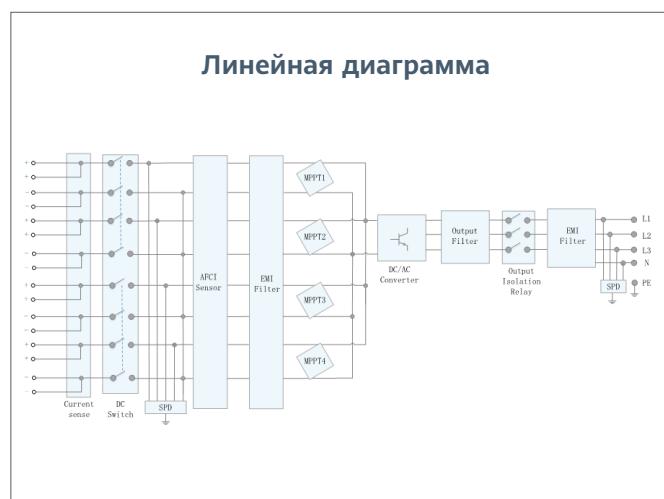 Линейная диаграмма
+
+
−
−
+
+
−
−
+
+
−
−
+
+
−
−
Current
sense
DC
Switch
SPD
AFCI
Sensor
EMI
Filter
MPPT1
MPPT2
MPPT3
MPPT4
DC/AC
Converter
Output
Filter
Output
Isolation
Relay
EMI
Filter
SPD
L1
L2
L3
N
PE